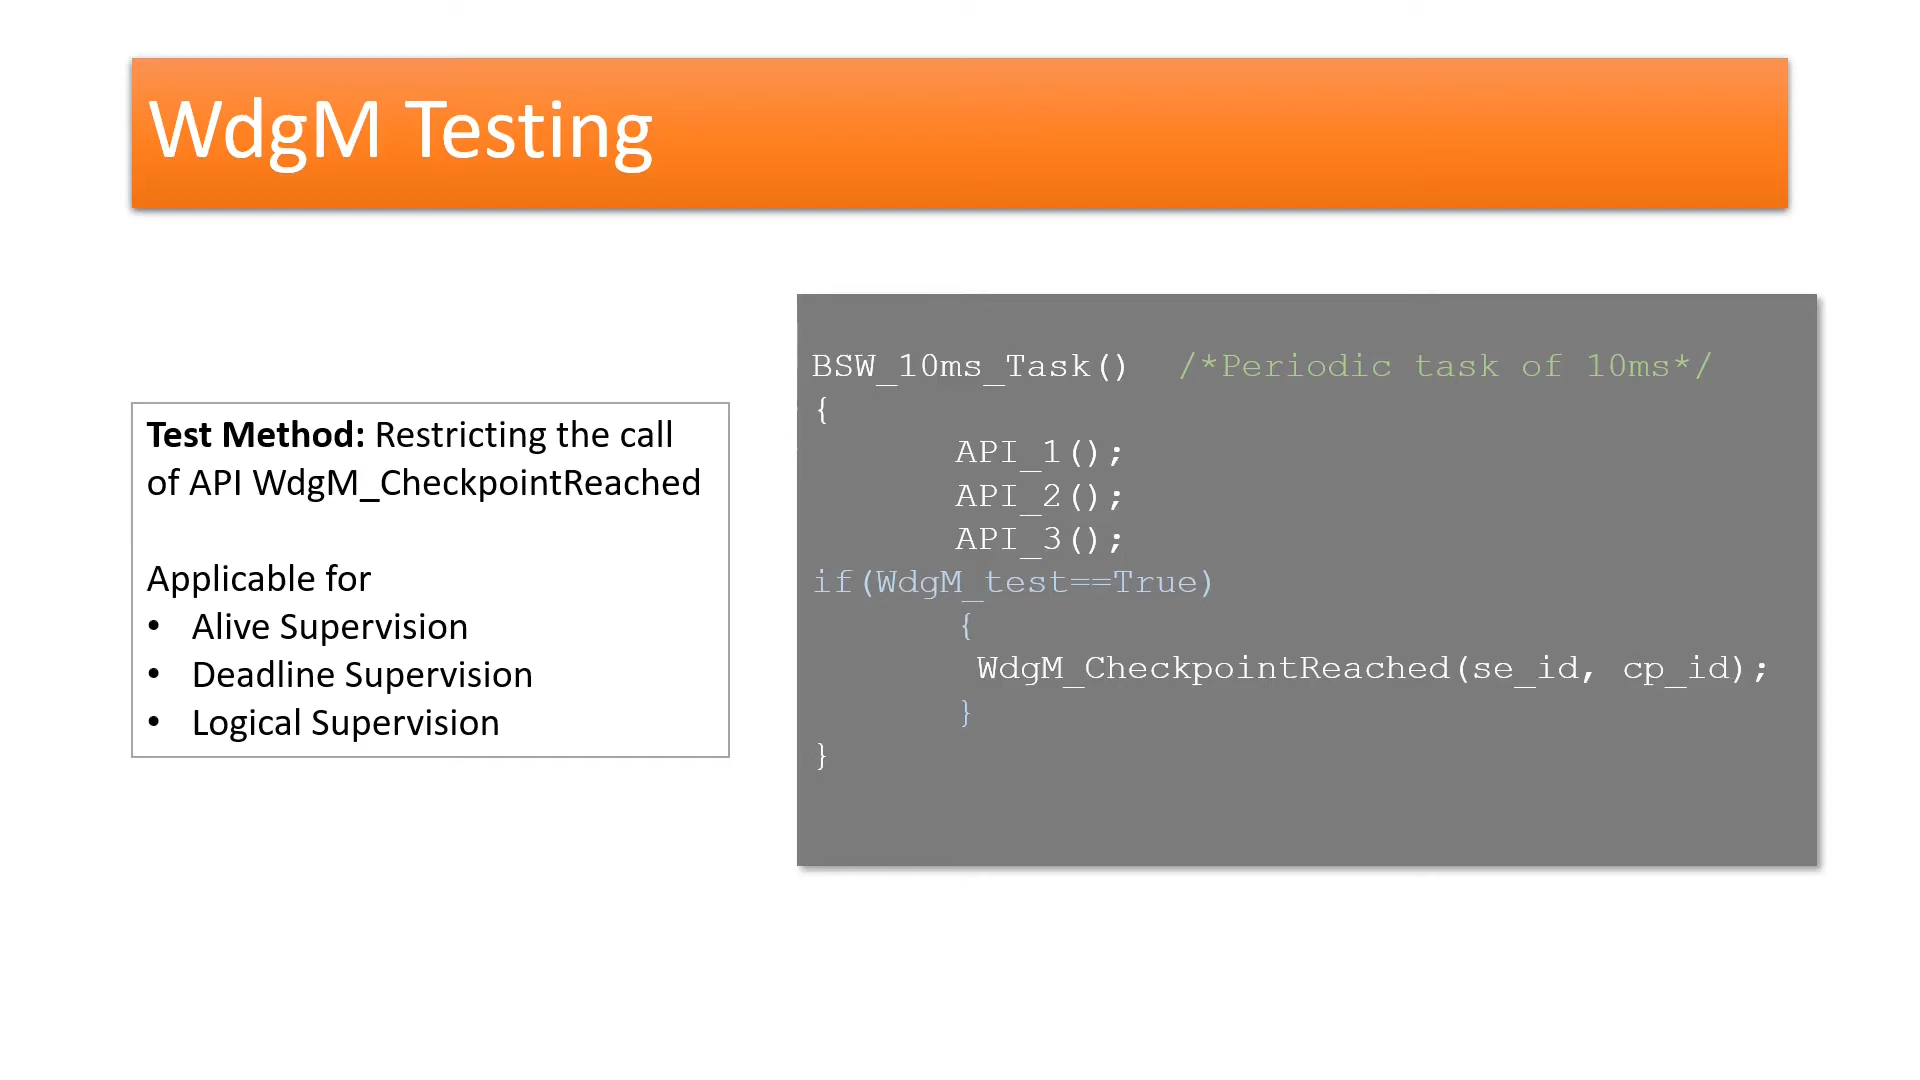 WdgM Testing
Test Method: Restricting the call
of API WdgM_CheckpointReached
Applicable for
• Alive Supervision
• Deadline Supervision
• Logical Supervision
BSW_10ms_Task() /*Periodic task of 10ms*/
{
API_1();
API_2();
API_3();
if(WdgM_test==True)
{
WdgM_CheckpointReached(se_id, cp_id);
}
}